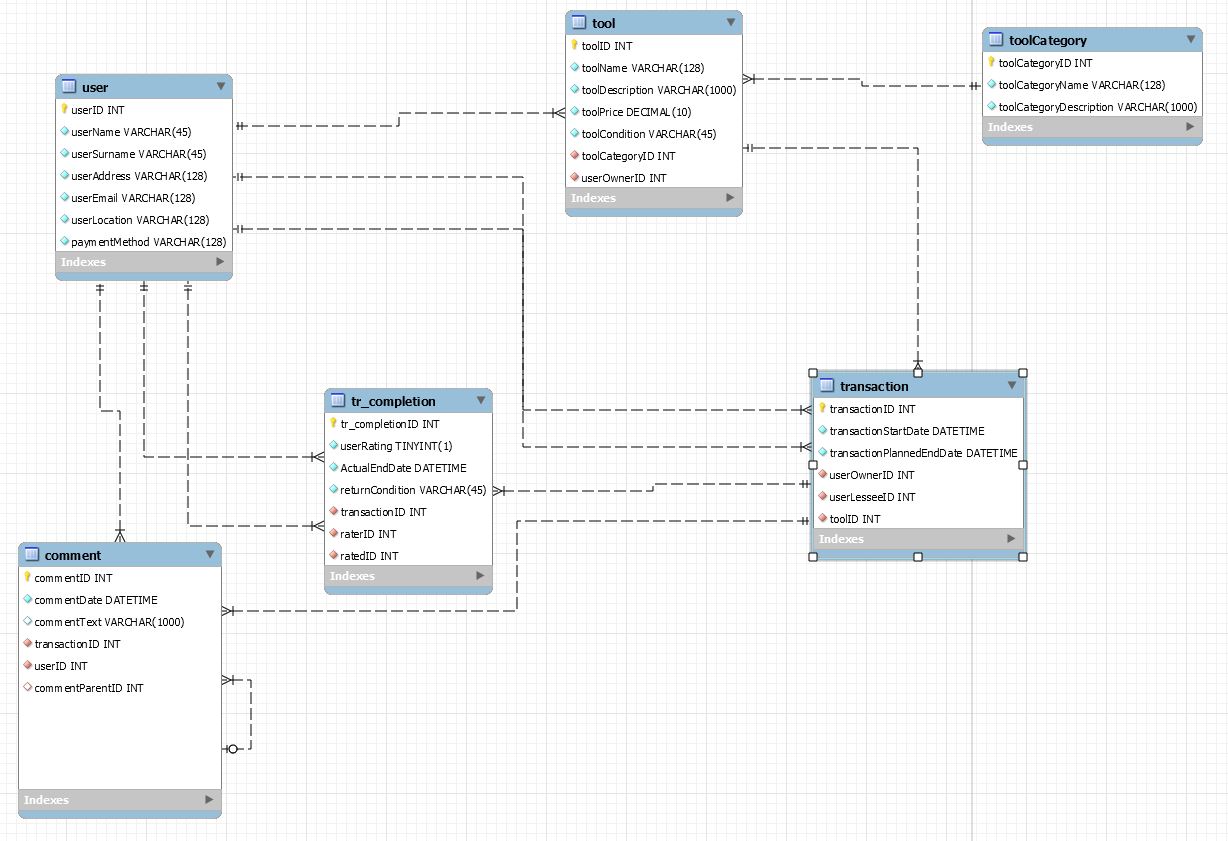 user
userID INT
userName VARCHAR(45)
userSurname VARCHAR(45)
userAddress VARCHAR(128)
userEmail VARCHAR(128)
userLocation VARCHAR(128)
paymentMethod VARCHAR(128)
Indexes
tool
toolID INT
toolName VARCHAR(128)
toolDescription VARCHAR(1000)
toolPrice DECIMAL(10)
toolCondition VARCHAR(45)
toolCategoryID INT
userOwnerID INT
Indexes
toolCategory
toolCategoryID INT
toolCategoryName VARCHAR(128)
toolCategoryDescription VARCHAR(1000)
Indexes
tr_completion
tr_completionID INT
userRating TINYINT(1)
ActualEndDate DATETIME
returnCondition VARCHAR(45)
transactionID INT
raterID INT
ratedID INT
Indexes
transaction
transactionID INT
transactionStartDate DATETIME
transactionPlannedEndDate DATETIME
userOwnerID INT
userLesseeID INT
toolID INT
Indexes
comment
commentID INT
commentDate DATETIME
commentText VARCHAR(1000)
transactionID INT
userID INT
commentParentID INT
Indexes